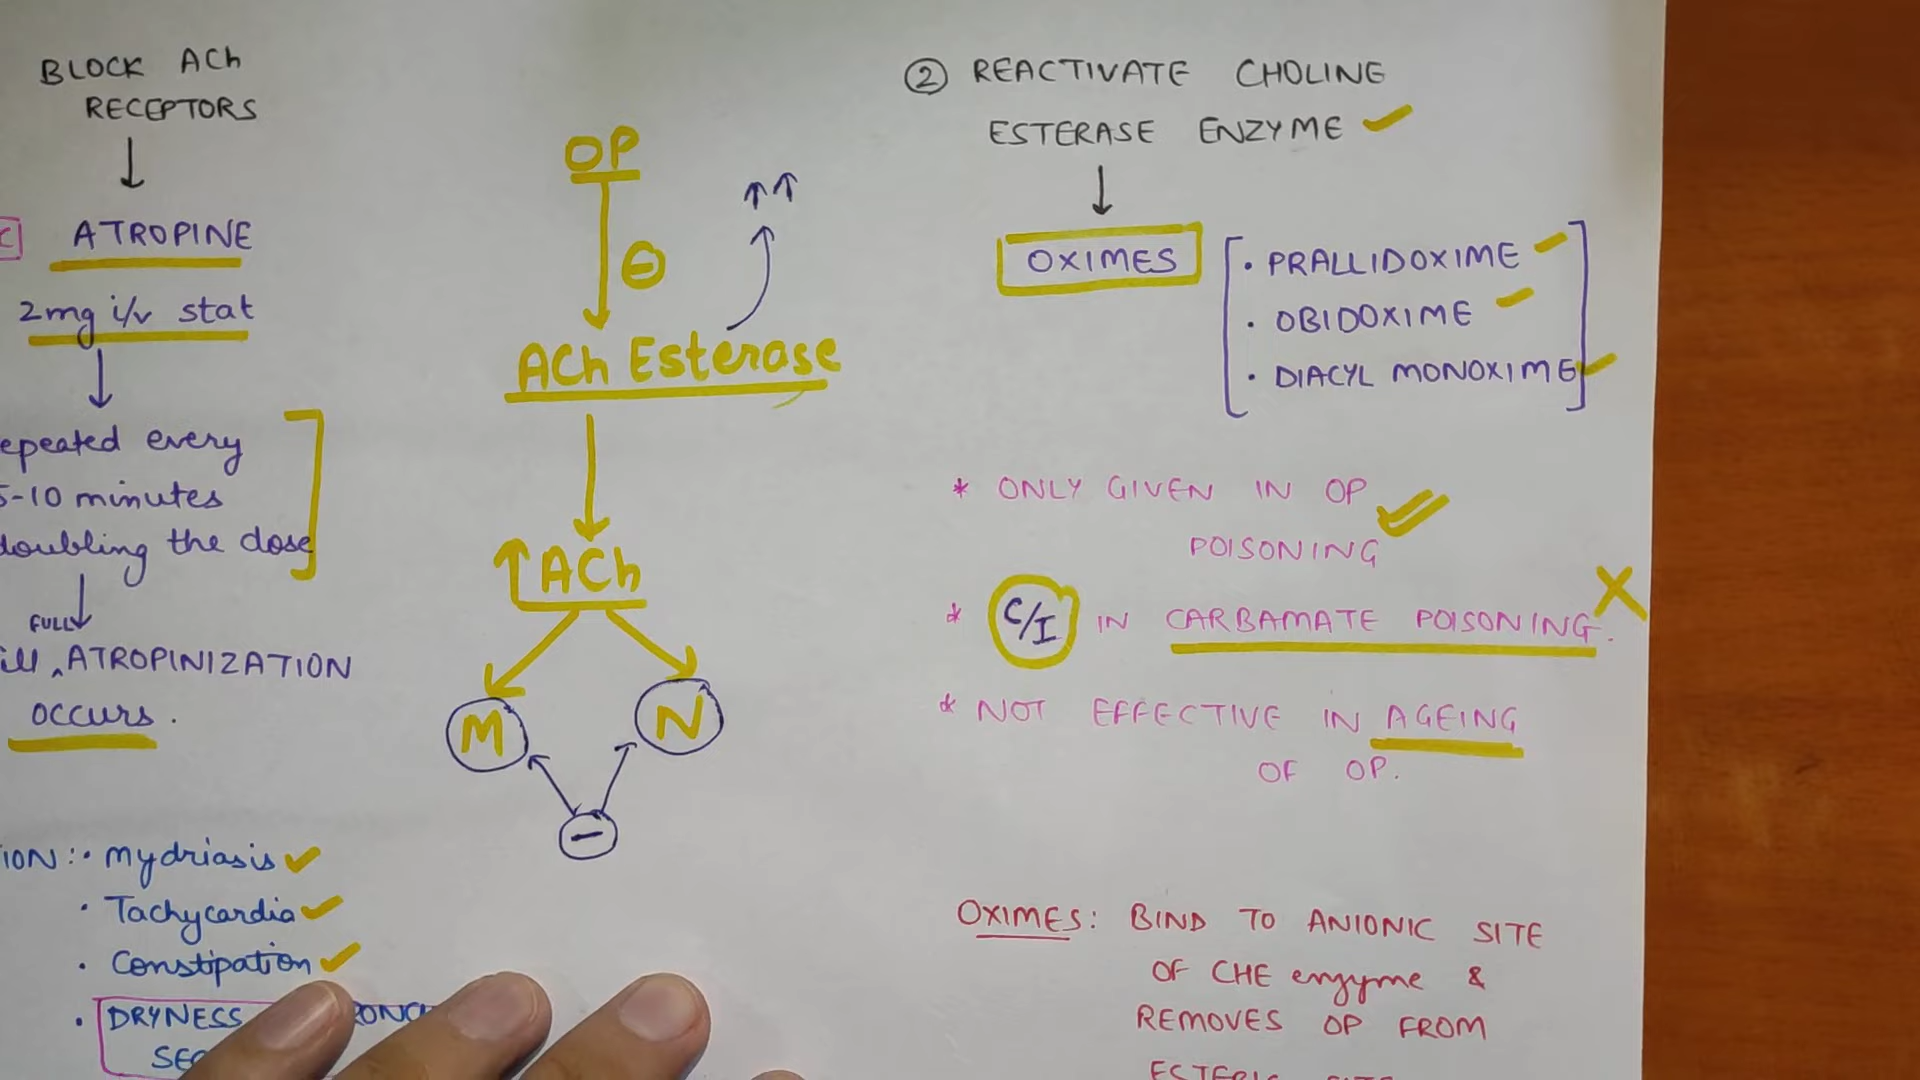 BLOCK ACh
RECEPTORS
C ATROPINE
2mg i/v stat
epeated every
5-10 minutes
doubling the dose
FULL
ill ^ ATROPINIZATION
OCCURS.
ION: • Mydriasis
• Tachycardia
• Constipation
• DRYNESS
OP
ACh Esterase
↑ ACh
M N
② REACTIVATE CHOLINE
ESTERASE ENZYME
OXIMES
• PRALLIDOXIME
• OBIDOXIME
• DIACYL MONOXIME
* ONLY GIVEN IN OP
POISONING
* C/I IN CARBAMATE POISONING.
* NOT EFFECTIVE IN AGEING
OF OP.
OXIMES: BIND TO ANIONIC SITE
OF CHE enzyme &
REMOVES OP FROM